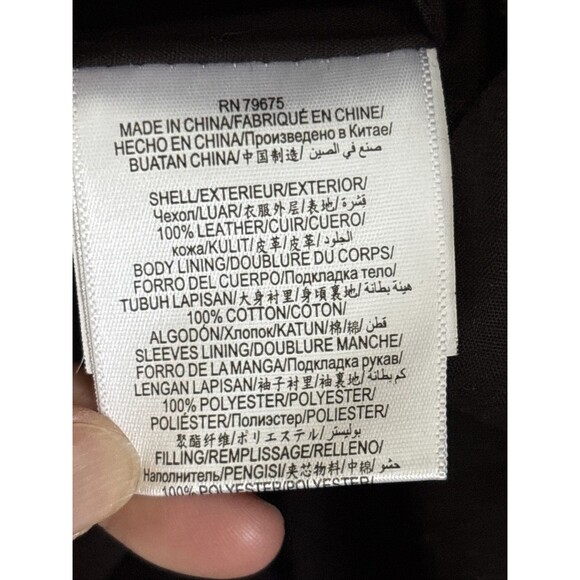 RN 79675
MADE IN CHINA/FABRIQUÉ EN CHINE/
HECHO EN CHINA/Произведено в Китае/
BUATAN CHINA/中国制造/ صنع في الصين/
SHELL/EXTERIEUR/EXTERIOR/
Чехол/LUAR/衣服外层/表地/ قشرة/
100% LEATHER/CUIR/CUERO/
кожа/KULIT/皮革/皮革/ الجلود/
BODY LINING/DOUBLURE DU CORPS/
FORRO DEL CUERPO/Подкладка тело/
TUBUH LAPISAN/大身衬里/身頃裏地/ هيئة بطانة/
100% COTTON/COTON/
ALGODÓN/Хлопок/KATUN/棉/綿/ قطن/
SLEEVES LINING/DOUBLURE MANCHE/
FORRO DE LA MANGA/Подкладка рукав/
LENGAN LAPISAN/袖子衬里/袖裏地/ كم بطانة/
100% POLYESTER/POLYESTER/
POLIÉSTER/Полиэстер/POLIESTER/
聚酯纤维/ポリエステル/ بوليستر/
FILLING/REMPLISSAGE/RELLENO/
Наполнитель/PENGISI/夹芯物料/中棉/ حشو/
100% POLYESTER/POLYESTER/